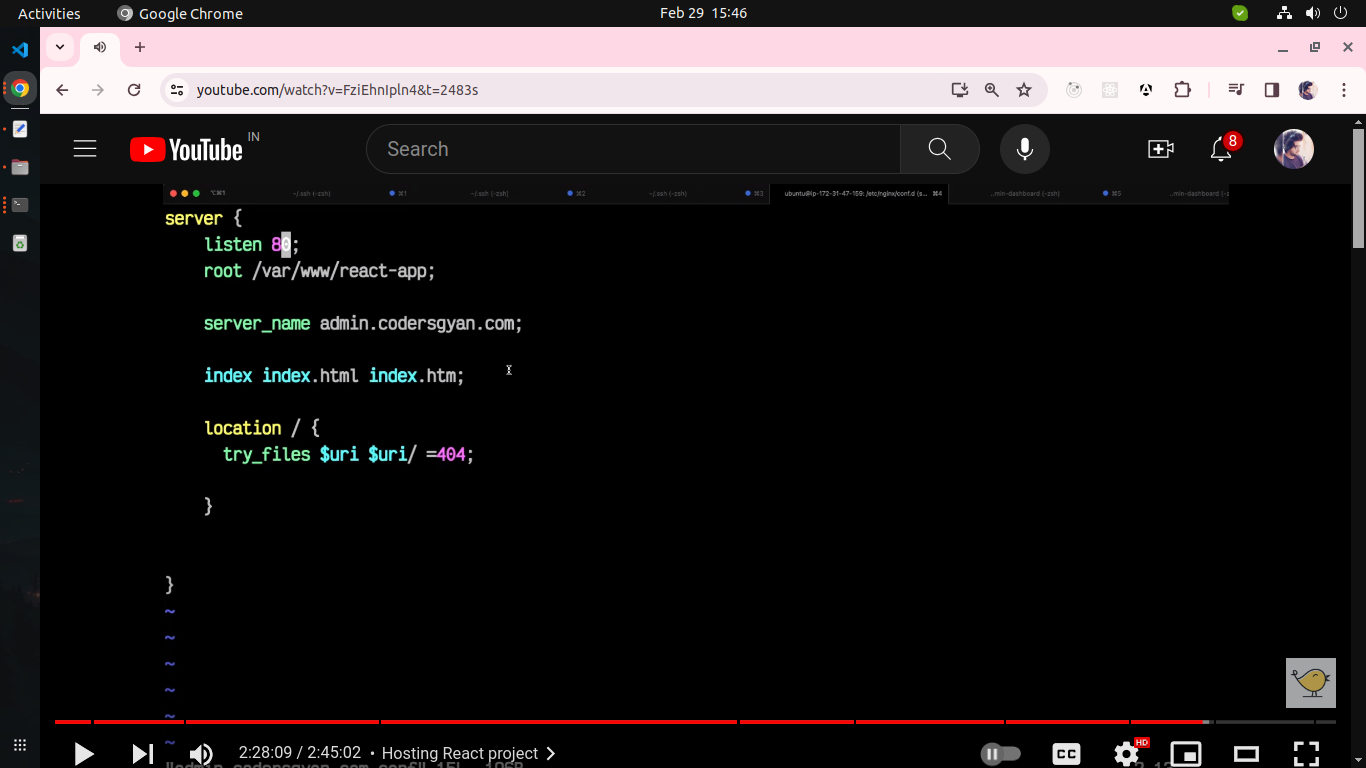 Activities Google Chrome Feb 29 15:46
youtube.com/watch?v=FziEhnIpln4&t=2483s
YouTube IN
Search
8
⌥⌘1 ~/.ssh (-zsh) ⌘1 ~/.ssh (-zsh) ⌘2 ~/.ssh (-zsh) ⌘3 ubuntu@ip-172-31-47-159: /etc/nginx/conf.d (s... ⌘4 ...min-dashboard (-zsh) ⌘5 ...min-dashboard (-z
server {
listen 80;
root /var/www/react-app;
server_name admin.codersgyan.com;
index index.html index.htm;
location / {
try_files $uri $uri/ =404;
}
}
~
~
~
~
~
~
2:28:09 / 2:45:02 • Hosting React project
CC
HD